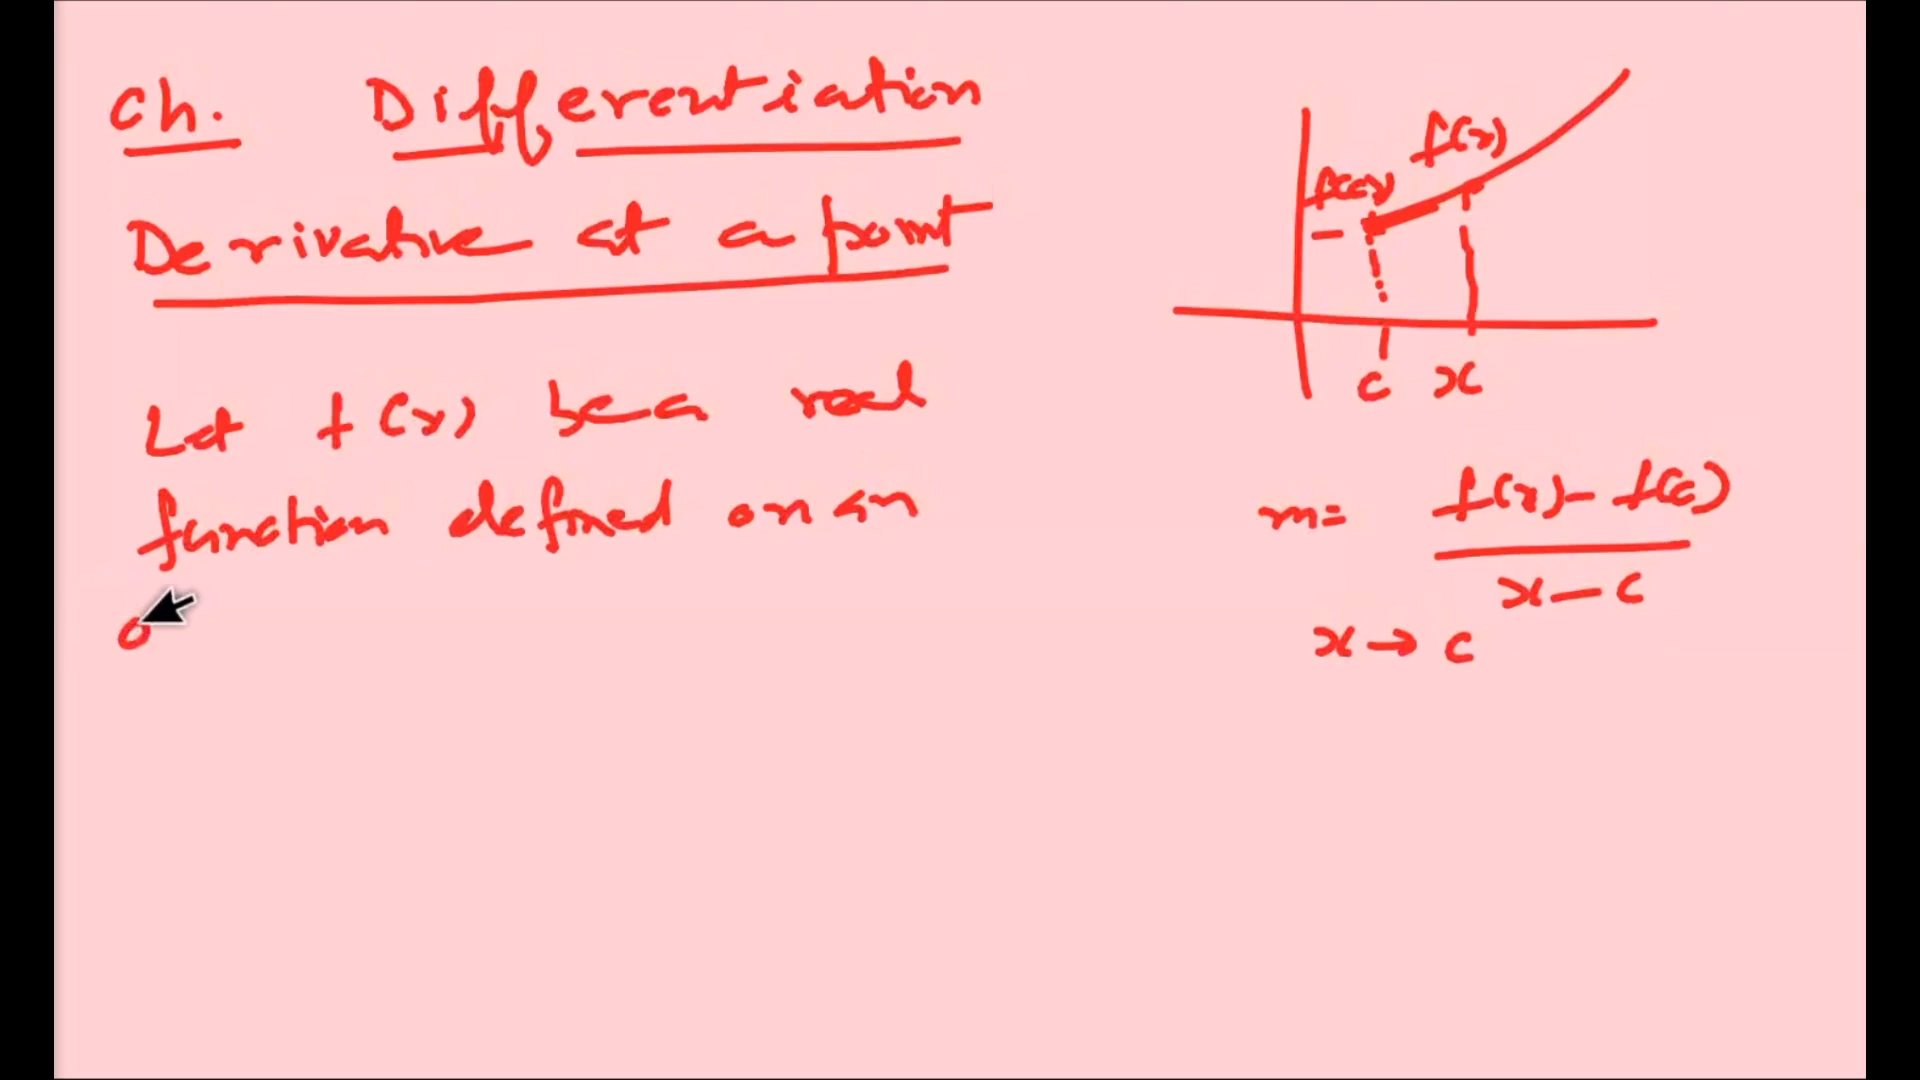 Ch. Differentiation
Derivative at a point
Let f(x) be a real
function defined on an
o
f(x)
f(c)
c x
m = f(x) - f(c)
x - c
x → c